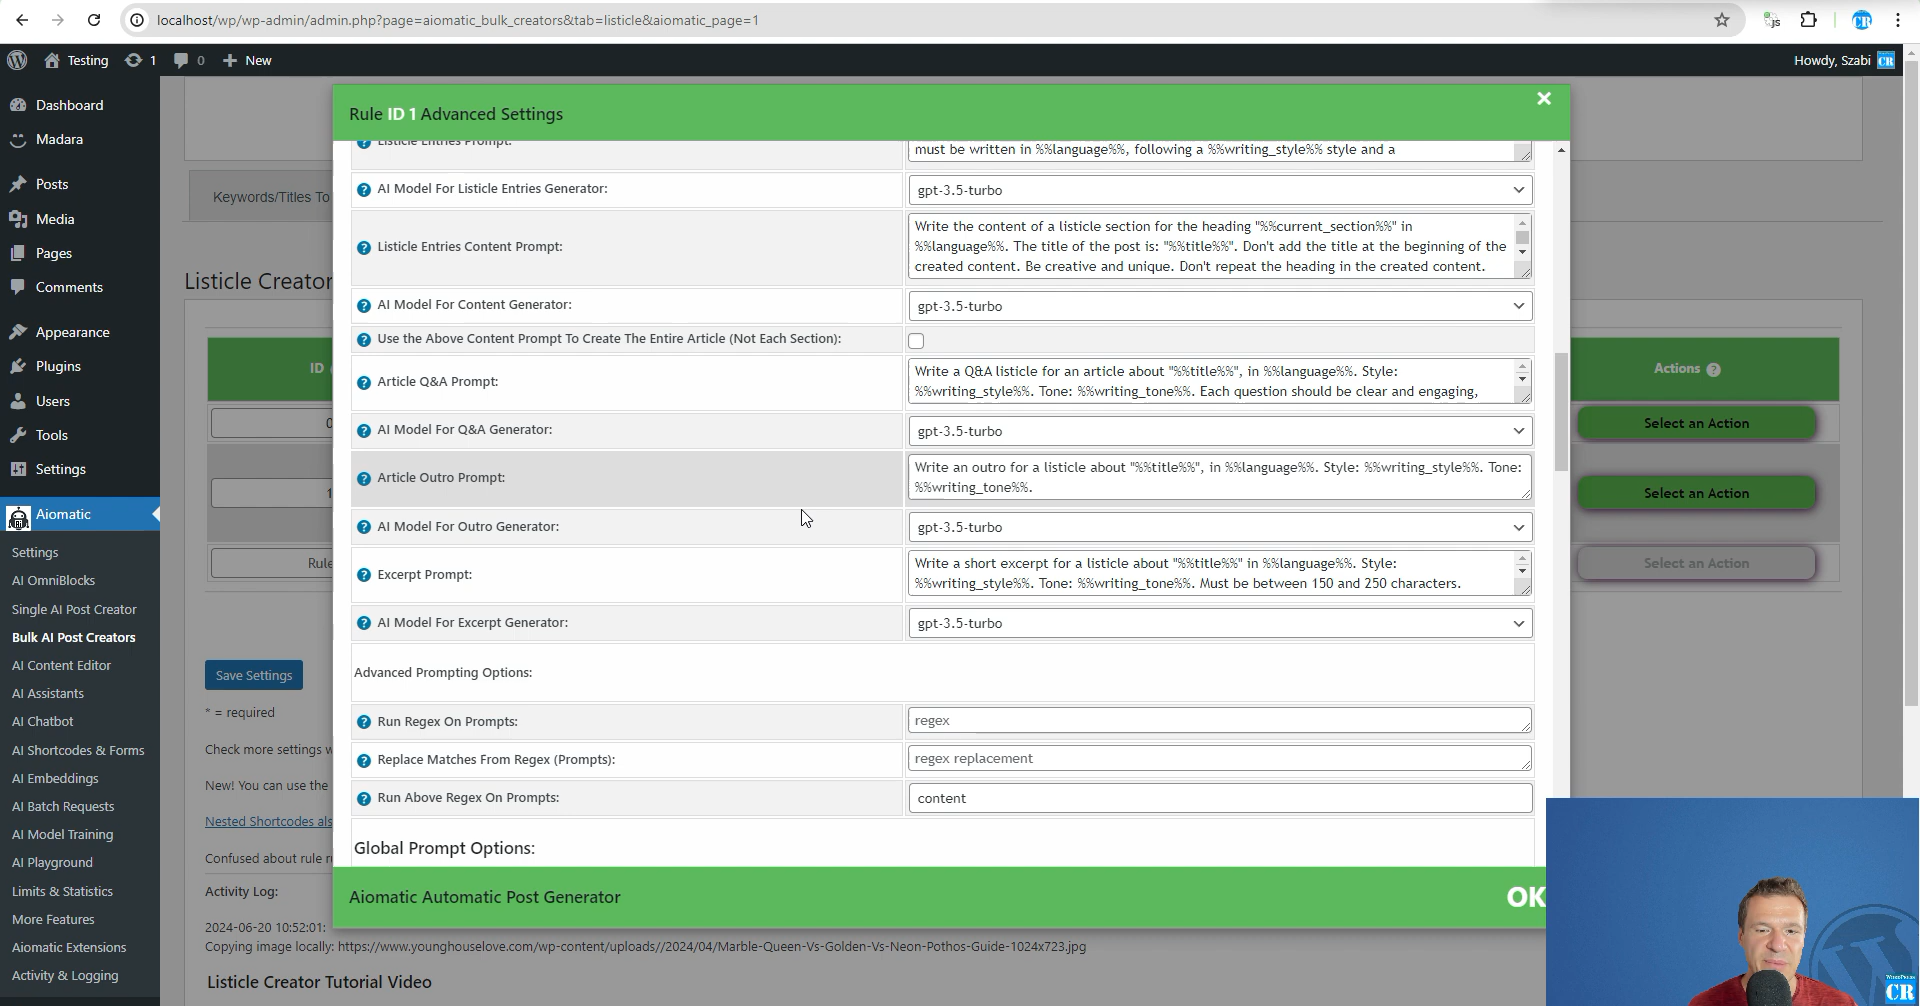 localhost/wp/wp-admin/admin.php?page=aiomatic_bulk_creators&tab=listicle&aiomatic_page=1
js
CR
Testing
1
0
New
Howdy, Szabi
CR
Dashboard
Madara
Posts
Media
Pages
Comments
Appearance
Plugins
Users
Tools
Settings
Aiomatic
Settings
AI OmniBlocks
Single AI Post Creator
Bulk AI Post Creators
AI Content Editor
AI Assistants
AI Chatbot
AI Shortcodes & Forms
AI Embeddings
AI Batch Requests
AI Model Training
AI Playground
Limits & Statistics
More Features
Aiomatic Extensions
Activity & Logging
Keywords/Titles To
Listicle Creator
ID
0
1
Rule
Save Settings
* = required
Check more settings w
New! You can use the
Nested Shortcodes als
Confused about rule r
Activity Log:
2024-06-20 10:52:01:
Copying image locally: https://www.younghouselove.com/wp-content/uploads//2024/04/Marble-Queen-Vs-Golden-Vs-Neon-Pothos-Guide-1024x723.jpg
Listicle Creator Tutorial Video
Rule ID 1 Advanced Settings
×
Listicle Entries Prompt:
must be written in %%language%%, following a %%writing_style%% style and a
AI Model For Listicle Entries Generator:
gpt-3.5-turbo
Listicle Entries Content Prompt:
Write the content of a listicle section for the heading "%%current_section%%" in
%%language%%. The title of the post is: "%%title%%". Don't add the title at the beginning of the
created content. Be creative and unique. Don't repeat the heading in the created content.
AI Model For Content Generator:
gpt-3.5-turbo
Use the Above Content Prompt To Create The Entire Article (Not Each Section):
Article Q&A Prompt:
Write a Q&A listicle for an article about "%%title%%", in %%language%%. Style:
%%writing_style%%. Tone: %%writing_tone%%. Each question should be clear and engaging,
AI Model For Q&A Generator:
gpt-3.5-turbo
Article Outro Prompt:
Write an outro for a listicle about "%%title%%", in %%language%%. Style: %%writing_style%%. Tone:
%%writing_tone%%.
AI Model For Outro Generator:
gpt-3.5-turbo
Excerpt Prompt:
Write a short excerpt for a listicle about "%%title%%" in %%language%%. Style:
%%writing_style%%. Tone: %%writing_tone%%. Must be between 150 and 250 characters.
AI Model For Excerpt Generator:
gpt-3.5-turbo
Advanced Prompting Options:
Run Regex On Prompts:
regex
Replace Matches From Regex (Prompts):
regex replacement
Run Above Regex On Prompts:
content
Global Prompt Options:
Aiomatic Automatic Post Generator
OK
Actions
Select an Action
Select an Action
Select an Action
CR